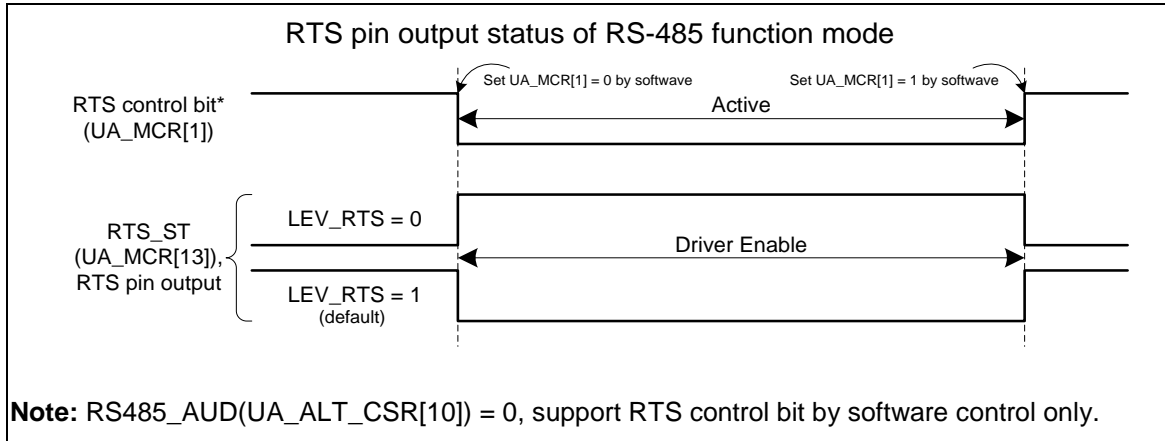 RTS pin output status of RS-485 function mode
Set UA_MCR[1] = 0 by softwave
Set UA_MCR[1] = 1 by softwave
RTS control bit*
(UA_MCR[1])
Active
LEV_RTS = 0
RTS_ST
(UA_MCR[13]),
RTS pin output
Driver Enable
LEV_RTS = 1
(default)
Note: RS485_AUD(UA_ALT_CSR[10]) = 0, support RTS control bit by software control only.